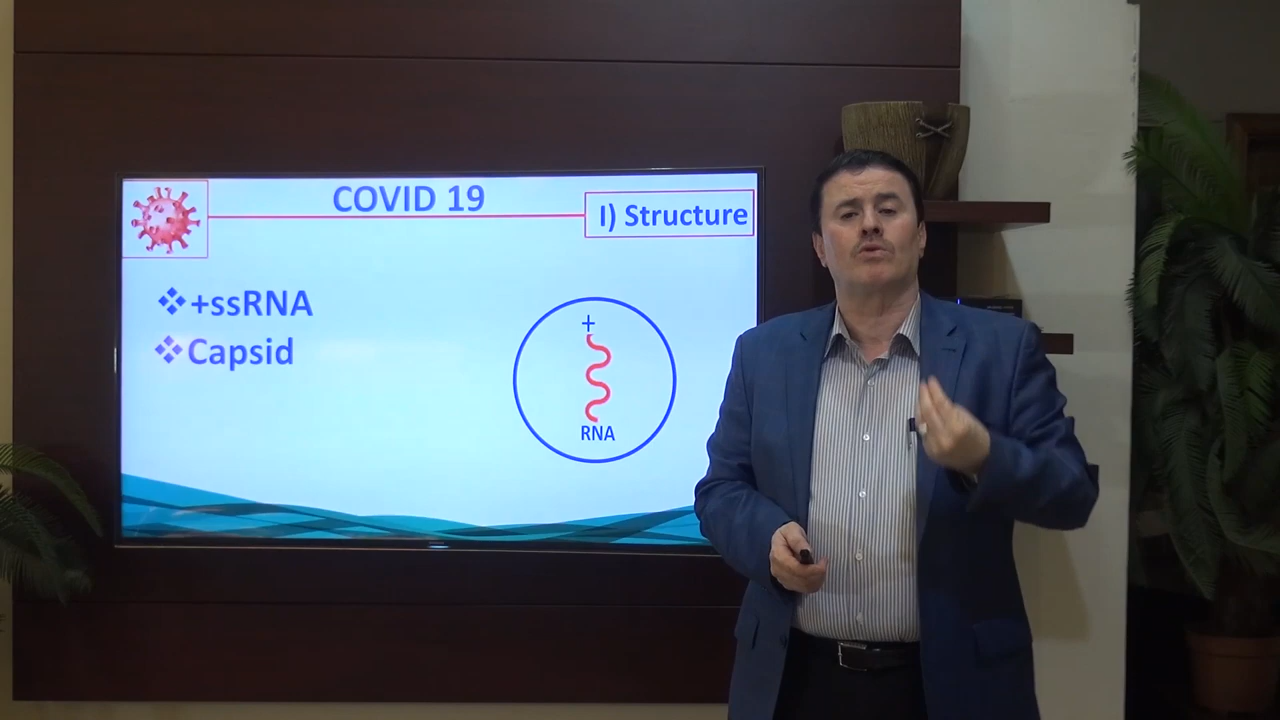 COVID 19
I) Structure
❖+ssRNA
❖Capsid
+
RNA